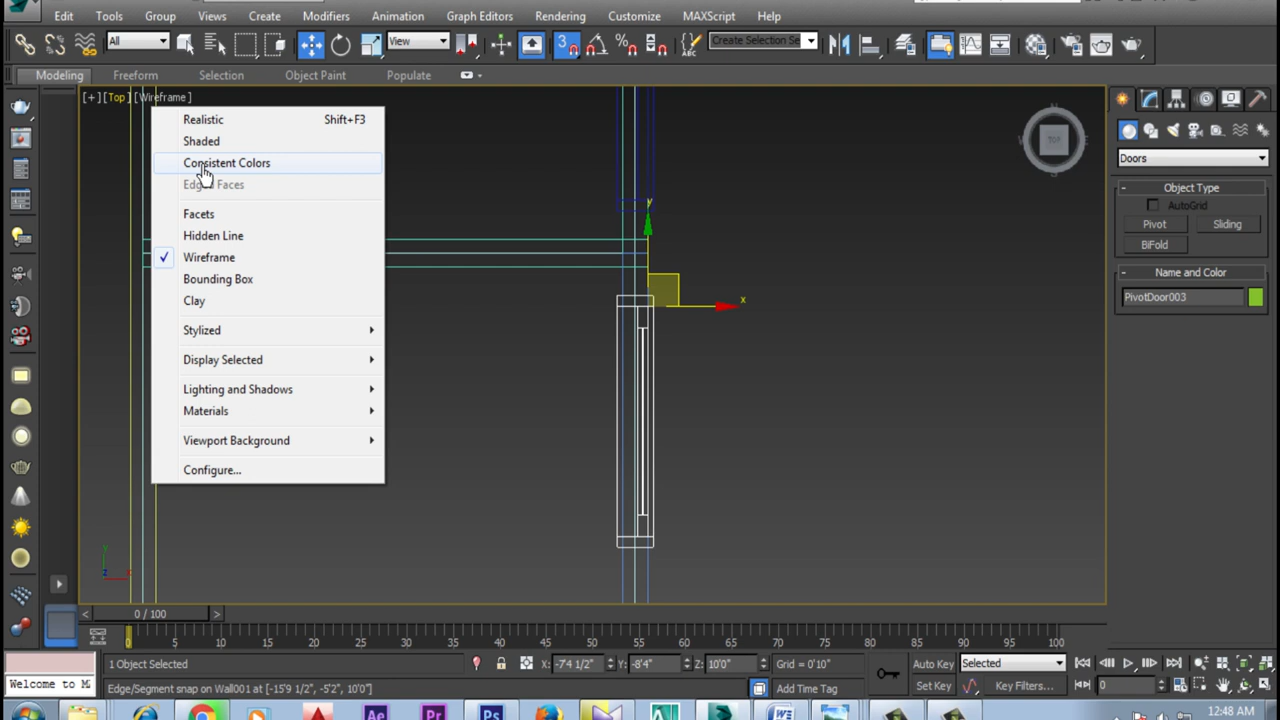 Edit Tools Group Views Create Modifiers Animation Graph Editors Rendering Customize MAXScript Help
All View 3 Create Selection Se
Modeling Freeform Selection Object Paint Populate
[+][Top][Wireframe]
Realistic Shift+F3
Shaded
Consistent Colors
Edged Faces
Facets
Hidden Line
Wireframe
Bounding Box
Clay
Stylized
Display Selected
Lighting and Shadows
Materials
Viewport Background
Configure...
y
x
TOP
Doors
- Object Type
AutoGrid
Pivot Sliding
BiFold
- Name and Color
PivotDoor003
< 0 / 100 >
0 5 10 15 20 25 30 35 40 45 50 55 60 65 70 75 80 85 90 95 100
1 Object Selected X: -7'4 1/2" Y: -8'4" Z: 10'0" Grid = 0'10" Auto Key Selected
Welcome to M Edge/Segment snap on Wall001 at [-15'9 1/2", -5'2", 10'0"] Add Time Tag Set Key Key Filters... 0
Ae Pr Ps
12:48 AM